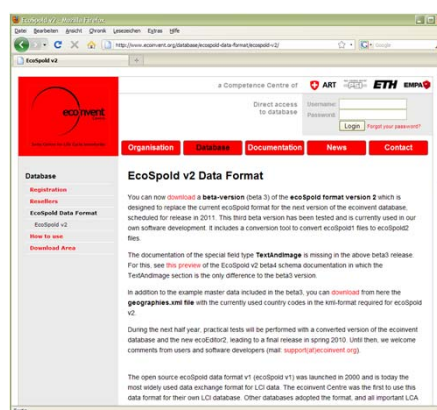 EcoSpold v2 - Mozilla Firefox
Datei Bearbeiten Ansicht Chronik Lesezeichen Extras Hilfe
http://www.ecoinvent.org/database/ecospold-data-format/ecospold-v2/
Google
EcoSpold v2
a Competence Centre of
ART
ETH
EMPA
ecoinvent
Direct access
to database
Username:
Password:
Login
Forgot your password?
Organisation Database Documentation News Contact
Database
Registration
Resellers
EcoSpold Data Format
EcoSpold v2
How to use
Download Area
EcoSpold v2 Data Format
You can now download a beta-version (beta 3) of the ecoSpold format version 2 which is
designed to replace the current ecoSpold format for the next version of the ecoinvent database,
scheduled for release in 2011. This third beta version has been tested and is currently used in our
own software development. It includes a convertion tool to convert ecoSpold1 files to ecoSpold2
files.
The documentation of the special field type TextAndImage is missing in the above beta3 release.
For this, see this preview of the EcoSpold v2 beta4 schema documentation in which the
TextAndImage section is the only difference to the beta3 version.
In addition to the example master data included in the beta3, you can download from here the
geographies.xml file with the currently used country codes in the xml-format required for ecoSpold
v2.
During the next half year, practical tests will be performed with a converted version of the ecoinvent
database and the new ecoEditor2, leading to a final release in spring 2010. Until then, we welcome
comments from users and software developers (mail: support(at)ecoinvent.org).
The open source ecoSpold data format v1 (ecoSpold v1) was launched in 2000 and is today the
most widely used data exchange format for LCI data. The ecoinvent Centre was the first to use this
data format for their own LCI database. Other databases adopted the format, and all important LCA